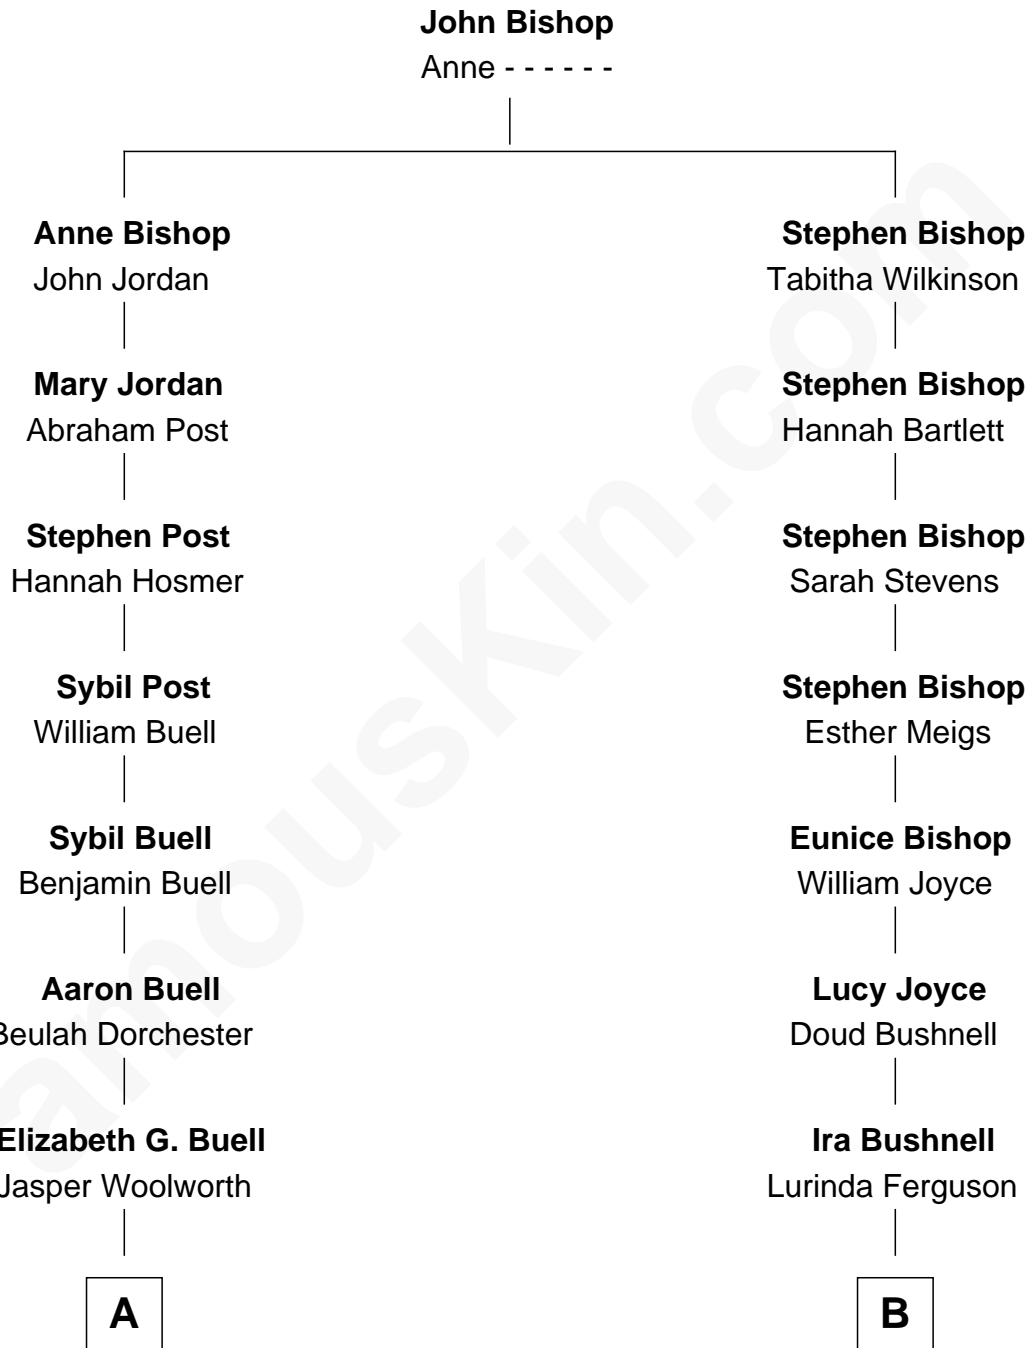 John Bishop
Anne - - - - - -
Anne Bishop
John Jordan
Stephen Bishop
Tabitha Wilkinson
Mary Jordan
Abraham Post
Stephen Bishop
Hannah Bartlett
Stephen Post
Hannah Hosmer
Stephen Bishop
Sarah Stevens
Sybil Post
William Buell
Stephen Bishop
Esther Meigs
Sybil Buell
Benjamin Buell
Eunice Bishop
William Joyce
Aaron Buell
Beulah Dorchester
Lucy Joyce
Doud Bushnell
Elizabeth G. Buell
Jasper Woolworth
Ira Bushnell
Lurinda Ferguson
A
B
amouskin.com